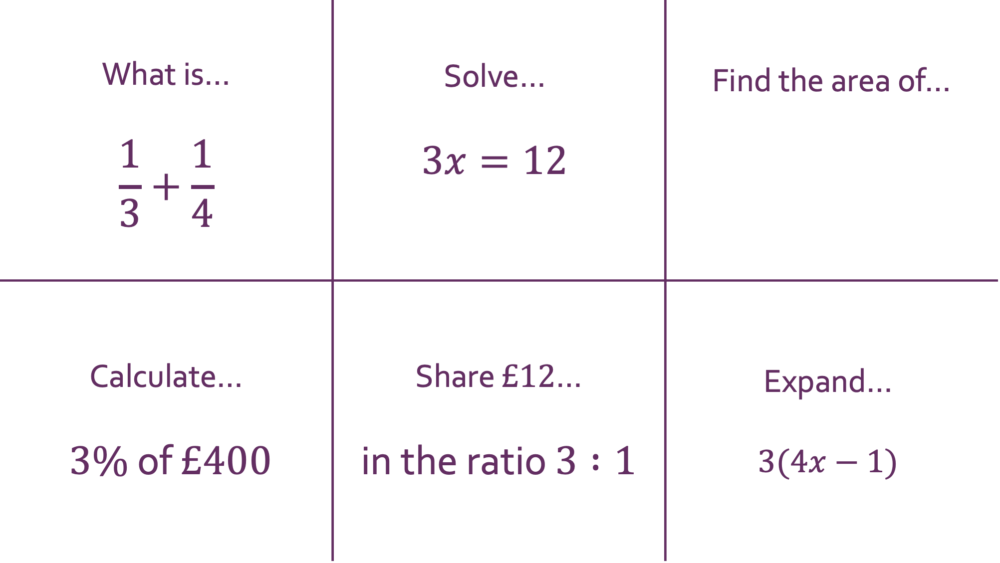 What is...
1/3 + 1/4
Solve...
3x = 12
Find the area of...
Calculate...
3% of £400
Share £12...
in the ratio 3 : 1
Expand...
3(4x − 1)